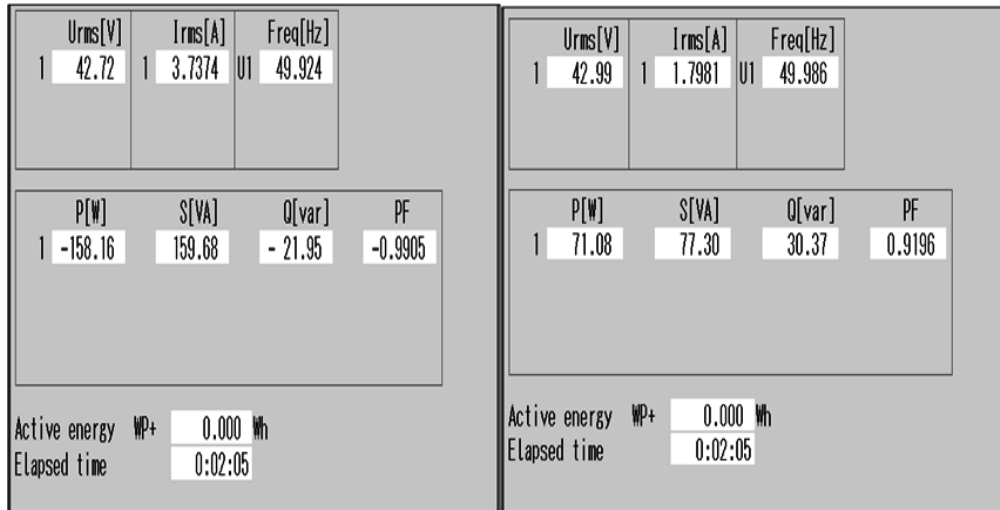 Urms[V] Irms[A] Freq[Hz]
1 42.72 1 3.7374 U1 49.924
P[W] S[VA] Q[var] PF
1 -158.16 159.68 - 21.95 -0.9905
Active energy WP+ 0.000 Wh
Elapsed time 0:02:05
Urms[V] Irms[A] Freq[Hz]
1 42.99 1 1.7981 U1 49.986
P[W] S[VA] Q[var] PF
1 71.08 77.30 30.37 0.9196
Active energy WP+ 0.000 Wh
Elapsed time 0:02:05